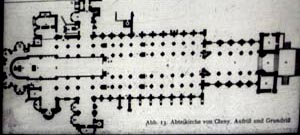 Abb. 13. Abteikirche von Cluny. Aufriß und Grundriß